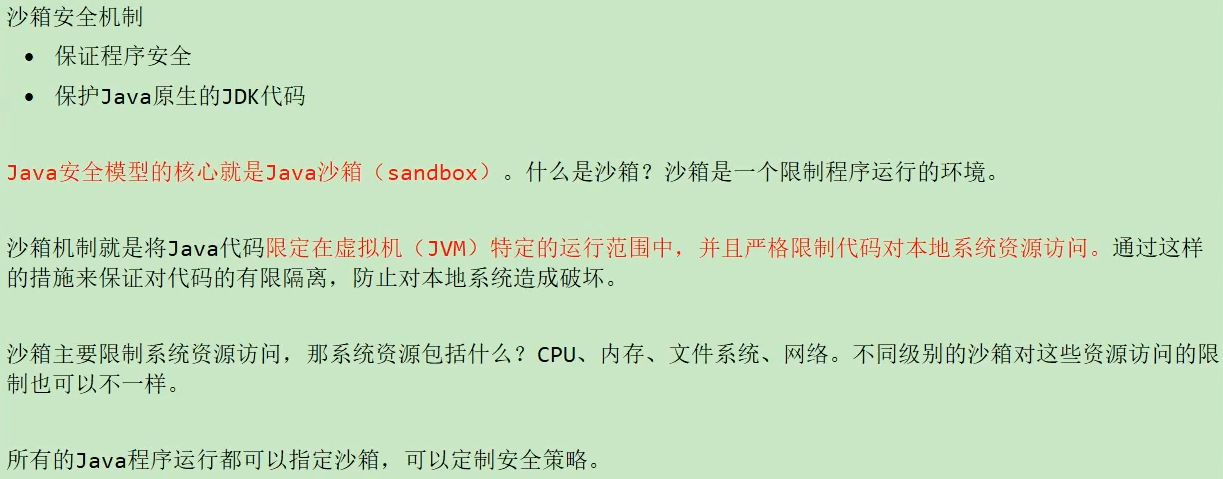 沙箱安全机制
• 保证程序安全
• 保护Java原生的JDK代码
Java安全模型的核心就是Java沙箱（sandbox）。什么是沙箱？沙箱是一个限制程序运行的环境。
沙箱机制就是将Java代码限定在虚拟机（JVM）特定的运行范围中，并且严格限制代码对本地系统资源访问。通过这样
的措施来保证对代码的有限隔离，防止对本地系统造成破坏。
沙箱主要限制系统资源访问，那系统资源包括什么？CPU、内存、文件系统、网络。不同级别的沙箱对这些资源访问的限
制也可以不一样。
所有的Java程序运行都可以指定沙箱，可以定制安全策略。